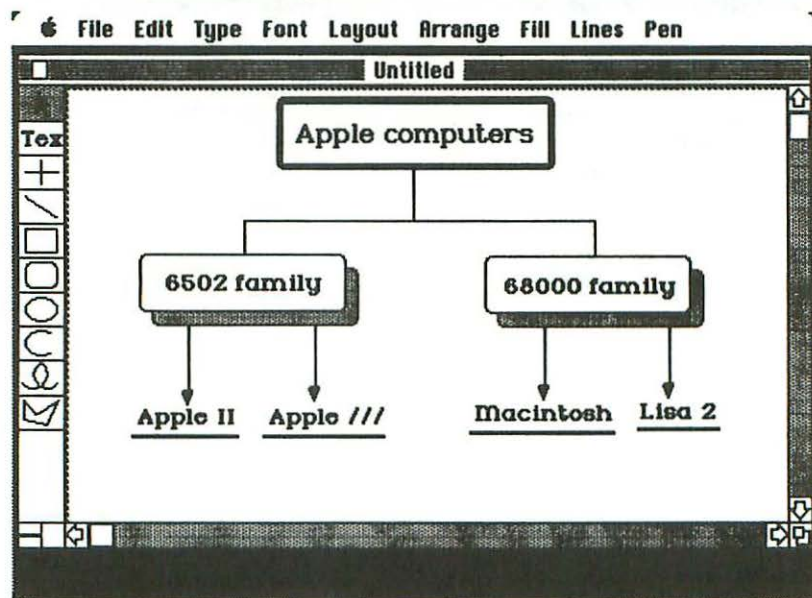 File Edit Type Font Layout Arrange Fill Lines Pen
Untitled
Tex
Apple computers
6502 family
68000 family
Apple II
Apple ///
Macintosh
Lisa 2